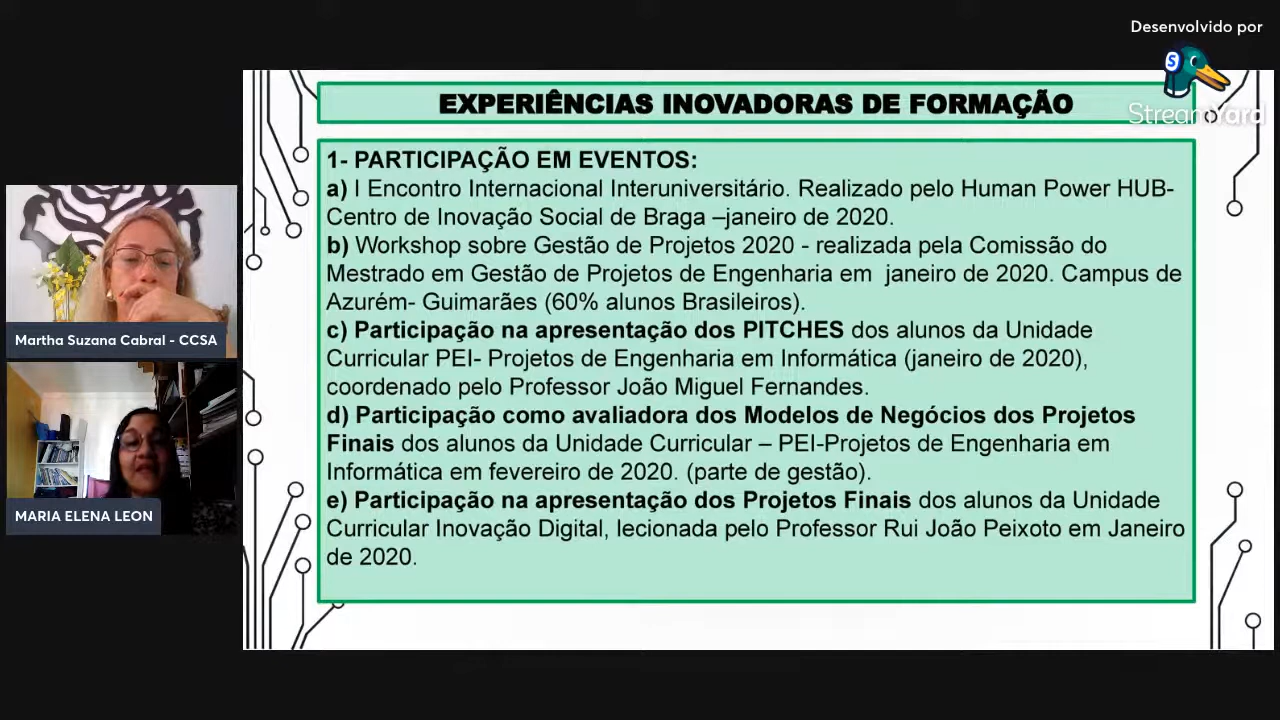 Desenvolvido por
StreamYard
EXPERIÊNCIAS INOVADORAS DE FORMAÇÃO
1- PARTICIPAÇÃO EM EVENTOS:
a) I Encontro Internacional Interuniversitário. Realizado pelo Human Power HUB-
Centro de Inovação Social de Braga –janeiro de 2020.
b) Workshop sobre Gestão de Projetos 2020 - realizada pela Comissão do
Mestrado em Gestão de Projetos de Engenharia em janeiro de 2020. Campus de
Azurém- Guimarães (60% alunos Brasileiros).
c) Participação na apresentação dos PITCHES dos alunos da Unidade
Curricular PEI- Projetos de Engenharia em Informática (janeiro de 2020),
coordenado pelo Professor João Miguel Fernandes.
d) Participação como avaliadora dos Modelos de Negócios dos Projetos
Finais dos alunos da Unidade Curricular – PEI-Projetos de Engenharia em
Informática em fevereiro de 2020. (parte de gestão).
e) Participação na apresentação dos Projetos Finais dos alunos da Unidade
Curricular Inovação Digital, lecionada pelo Professor Rui João Peixoto em Janeiro
de 2020.
Martha Suzana Cabral - CCSA
MARIA ELENA LEON